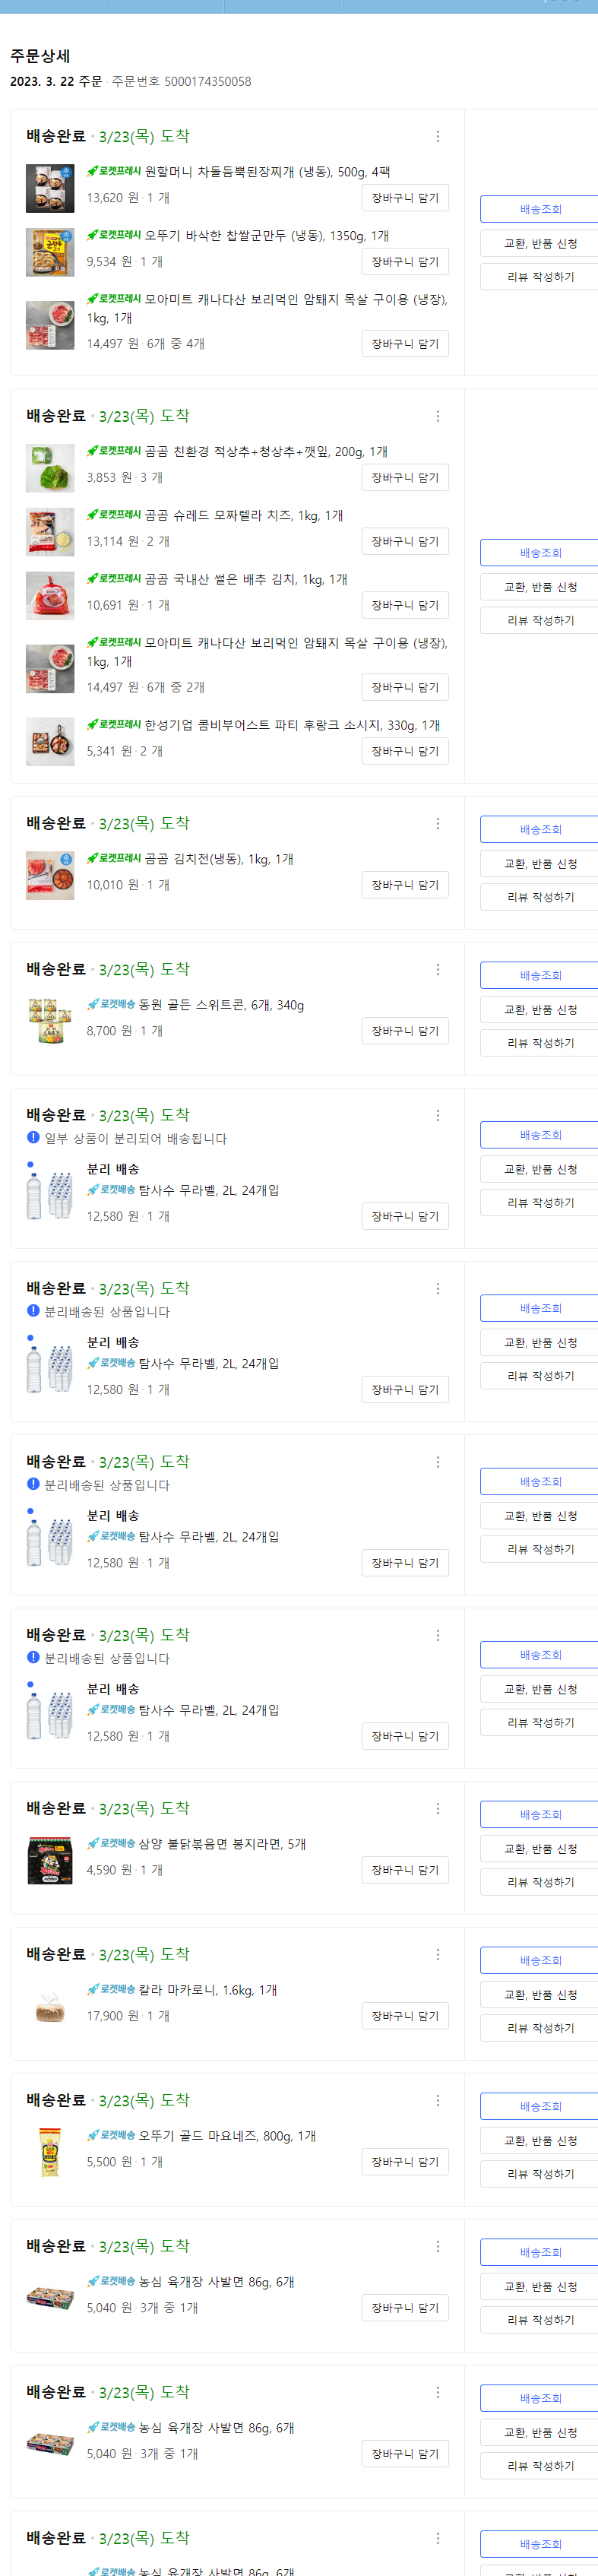 주문상세
2023. 3. 22 주문 · 주문번호 5000174350058
배송완료 · 3/23(목) 도착
로켓프레시 원할머니 차돌듬뿍된장찌개 (냉동), 500g, 4팩
13,620 원 · 1 개
장바구니 담기
로켓프레시 오뚜기 바삭한 찹쌀군만두 (냉동), 1350g, 1개
9,534 원 · 1 개
장바구니 담기
로켓프레시 모아미트 캐나다산 보리먹인 암퇘지 목살 구이용 (냉장),
1kg, 1개
14,497 원 · 6개 중 4개
장바구니 담기
배송조회
교환, 반품 신청
리뷰 작성하기
배송완료 · 3/23(목) 도착
로켓프레시 곰곰 친환경 적상추+청상추+깻잎, 200g, 1개
3,853 원 · 3 개
장바구니 담기
로켓프레시 곰곰 슈레드 모짜렐라 치즈, 1kg, 1개
13,114 원 · 2 개
장바구니 담기
로켓프레시 곰곰 국내산 썰은 배추 김치, 1kg, 1개
10,691 원 · 1 개
장바구니 담기
로켓프레시 모아미트 캐나다산 보리먹인 암퇘지 목살 구이용 (냉장),
1kg, 1개
14,497 원 · 6개 중 2개
장바구니 담기
로켓프레시 한성기업 콤비부어스트 파티 후랑크 소시지, 330g, 1개
5,341 원 · 2 개
장바구니 담기
배송조회
교환, 반품 신청
리뷰 작성하기
배송완료 · 3/23(목) 도착
로켓프레시 곰곰 김치전(냉동), 1kg, 1개
10,010 원 · 1 개
장바구니 담기
배송조회
교환, 반품 신청
리뷰 작성하기
배송완료 · 3/23(목) 도착
로켓배송 동원 골든 스위트콘, 6개, 340g
8,700 원 · 1 개
장바구니 담기
배송조회
교환, 반품 신청
리뷰 작성하기
배송완료 · 3/23(목) 도착
일부 상품이 분리되어 배송됩니다
분리 배송
로켓배송 탐사수 무라벨, 2L, 24개입
12,580 원 · 1 개
장바구니 담기
배송조회
교환, 반품 신청
리뷰 작성하기
배송완료 · 3/23(목) 도착
분리배송된 상품입니다
분리 배송
로켓배송 탐사수 무라벨, 2L, 24개입
12,580 원 · 1 개
장바구니 담기
배송조회
교환, 반품 신청
리뷰 작성하기
배송완료 · 3/23(목) 도착
분리배송된 상품입니다
분리 배송
로켓배송 탐사수 무라벨, 2L, 24개입
12,580 원 · 1 개
장바구니 담기
배송조회
교환, 반품 신청
리뷰 작성하기
배송완료 · 3/23(목) 도착
분리배송된 상품입니다
분리 배송
로켓배송 탐사수 무라벨, 2L, 24개입
12,580 원 · 1 개
장바구니 담기
배송조회
교환, 반품 신청
리뷰 작성하기
배송완료 · 3/23(목) 도착
로켓배송 삼양 불닭볶음면 봉지라면, 5개
4,590 원 · 1 개
장바구니 담기
배송조회
교환, 반품 신청
리뷰 작성하기
배송완료 · 3/23(목) 도착
로켓배송 칼라 마카로니, 1.6kg, 1개
17,900 원 · 1 개
장바구니 담기
배송조회
교환, 반품 신청
리뷰 작성하기
배송완료 · 3/23(목) 도착
로켓배송 오뚜기 골드 마요네즈, 800g, 1개
5,500 원 · 1 개
장바구니 담기
배송조회
교환, 반품 신청
리뷰 작성하기
배송완료 · 3/23(목) 도착
로켓배송 농심 육개장 사발면 86g, 6개
5,040 원 · 3개 중 1개
장바구니 담기
배송조회
교환, 반품 신청
리뷰 작성하기
배송완료 · 3/23(목) 도착
로켓배송 농심 육개장 사발면 86g, 6개
5,040 원 · 3개 중 1개
장바구니 담기
배송조회
교환, 반품 신청
리뷰 작성하기
배송완료 · 3/23(목) 도착
로켓배송 농심 육개장 사발면 86g, 6개
배송조회
교환, 반품 신청